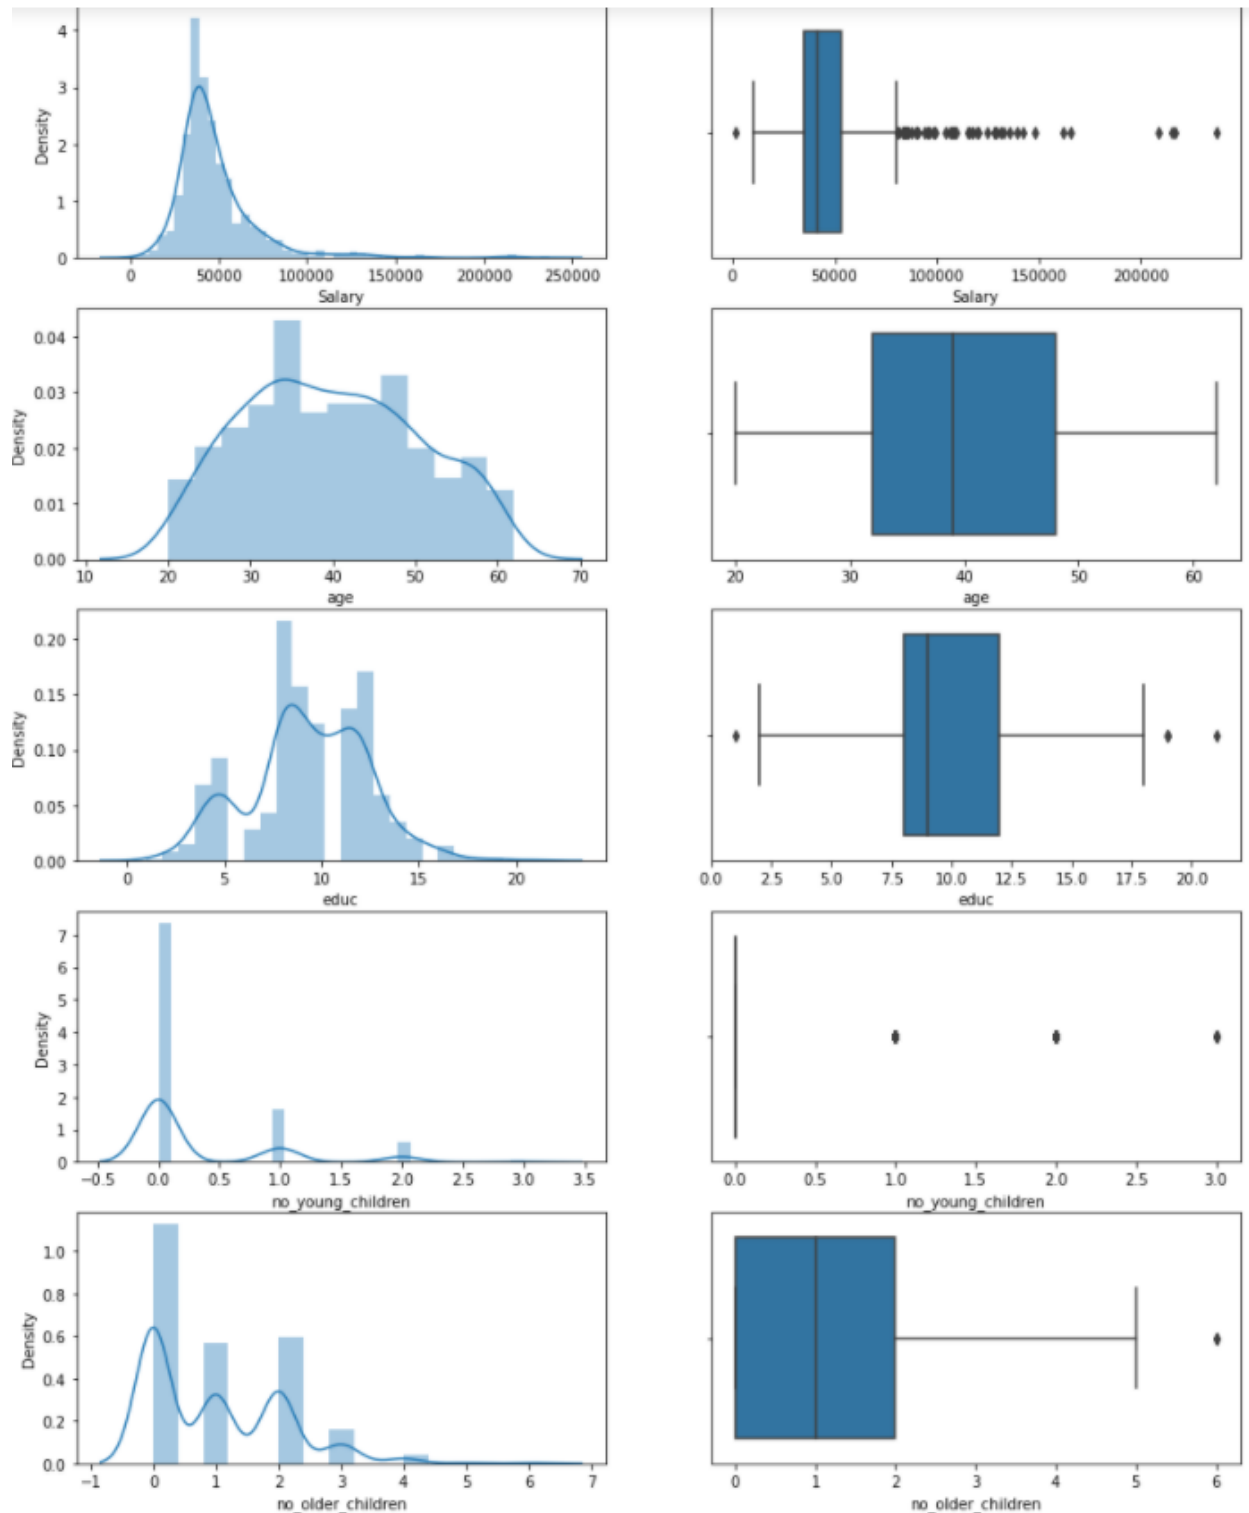 4
3
2
1
0
Density
0 50000 100000 150000 200000 250000
Salary
0 50000 100000 150000 200000
Salary
0.04
0.03
0.02
0.01
0.00
Density
10 20 30 40 50 60 70
age
20 30 40 50 60
age
0.20
0.15
0.10
0.05
0.00
Density
0 5 10 15 20
educ
0.0 2.5 5.0 7.5 10.0 12.5 15.0 17.5 20.0
educ
7
6
5
4
3
2
1
0
Density
−0.5 0.0 0.5 1.0 1.5 2.0 2.5 3.0 3.5
no_young_children
0.0 0.5 1.0 1.5 2.0 2.5 3.0
no_young_children
1.0
0.8
0.6
0.4
0.2
0.0
Density
−1 0 1 2 3 4 5 6 7
no_older_children
0 1 2 3 4 5 6
no_older_children